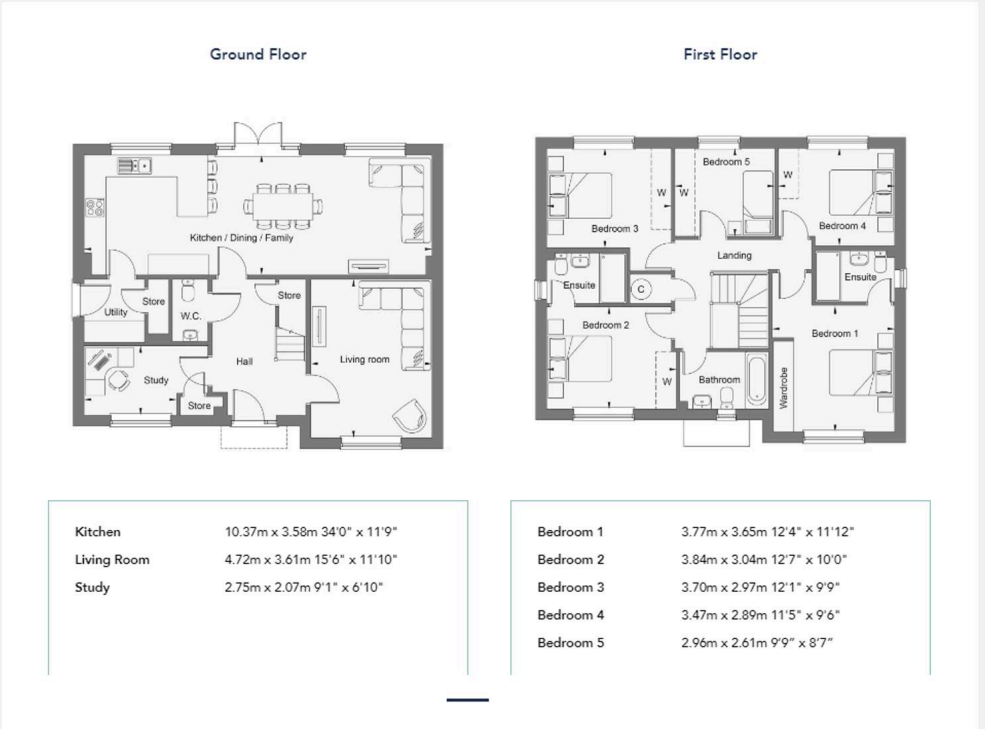 Ground Floor
Kitchen / Dining / Family
Utility
Store
W.C.
Store
Hall
Living room
Study
Store
First Floor
Bedroom 3
W
W
Bedroom 5
W
Bedroom 4
Landing
Ensuite
C
Ensuite
Bedroom 2
W
Bathroom
Wardrobe
Bedroom 1
Kitchen 10.37m x 3.58m 34'0" x 11'9"
Living Room 4.72m x 3.61m 15'6" x 11'10"
Study 2.75m x 2.07m 9'1" x 6'10"
Bedroom 1 3.77m x 3.65m 12'4" x 11'12"
Bedroom 2 3.84m x 3.04m 12'7" x 10'0"
Bedroom 3 3.70m x 2.97m 12'1" x 9'9"
Bedroom 4 3.47m x 2.89m 11'5" x 9'6"
Bedroom 5 2.96m x 2.61m 9'9” x 8'7”